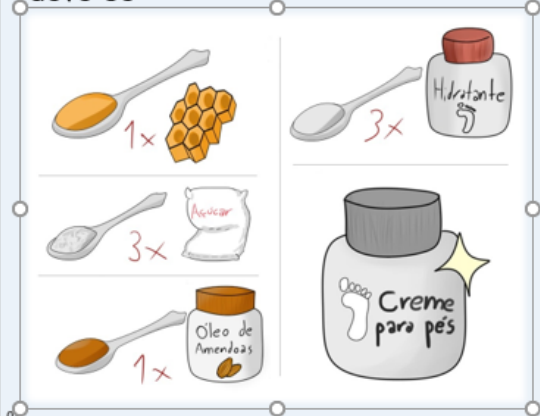 1x
3x
Açucar
1x
Óleo de
Amendoas
3x
Hidratante
Creme
para pés